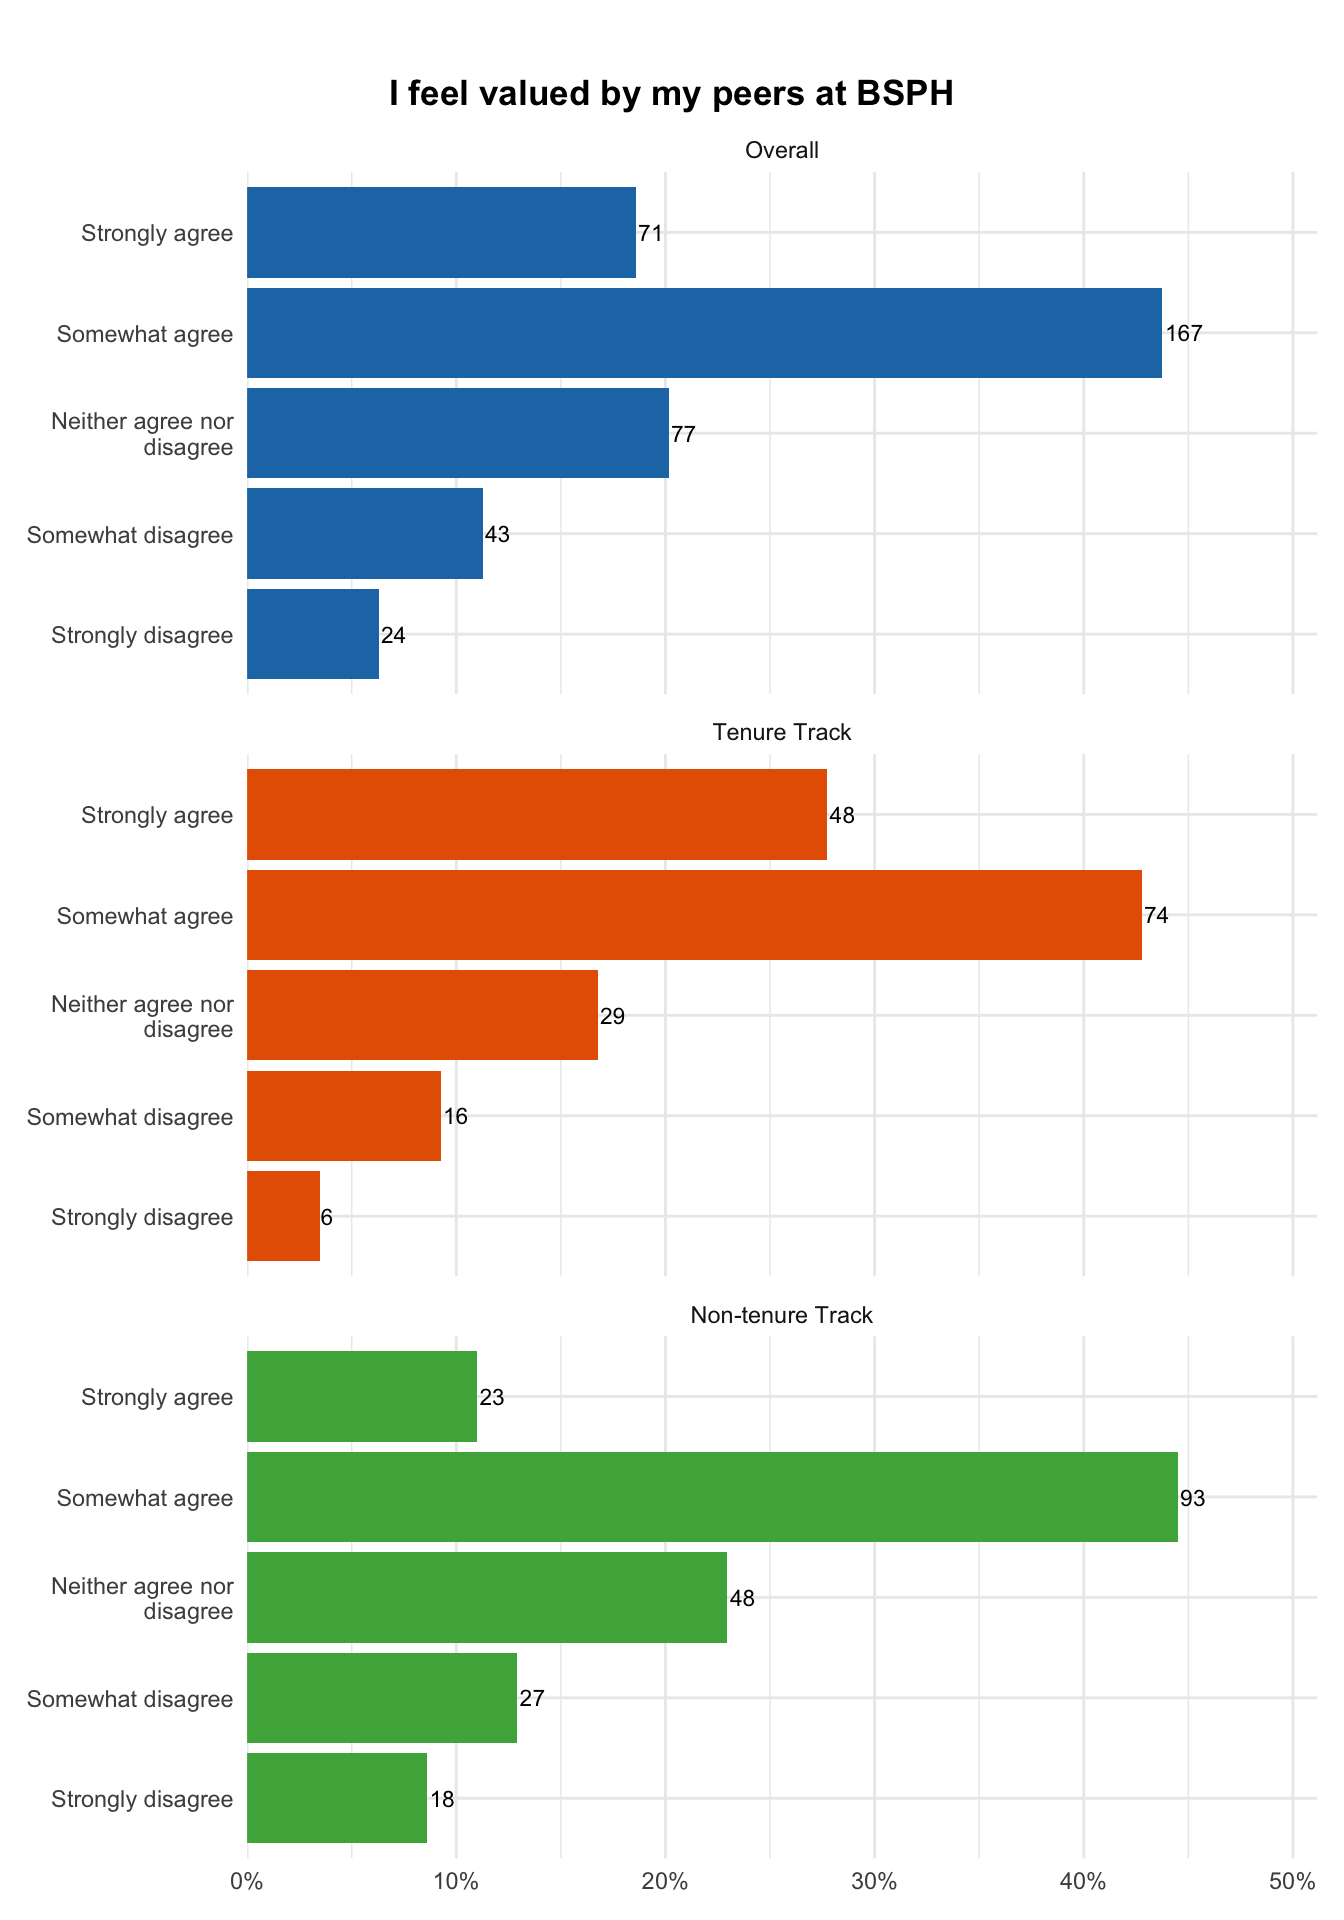 I feel valued by my peers at BSPH
Overall
Strongly agree
71
Somewhat agree
167
Neither agree nor
disagree
77
Somewhat disagree
43
Strongly disagree
24
Tenure Track
Strongly agree
48
Somewhat agree
74
Neither agree nor
disagree
29
Somewhat disagree
16
Strongly disagree
6
Non-tenure Track
Strongly agree
23
Somewhat agree
93
Neither agree nor
disagree
48
Somewhat disagree
27
Strongly disagree
18
0% 10% 20% 30% 40% 50%